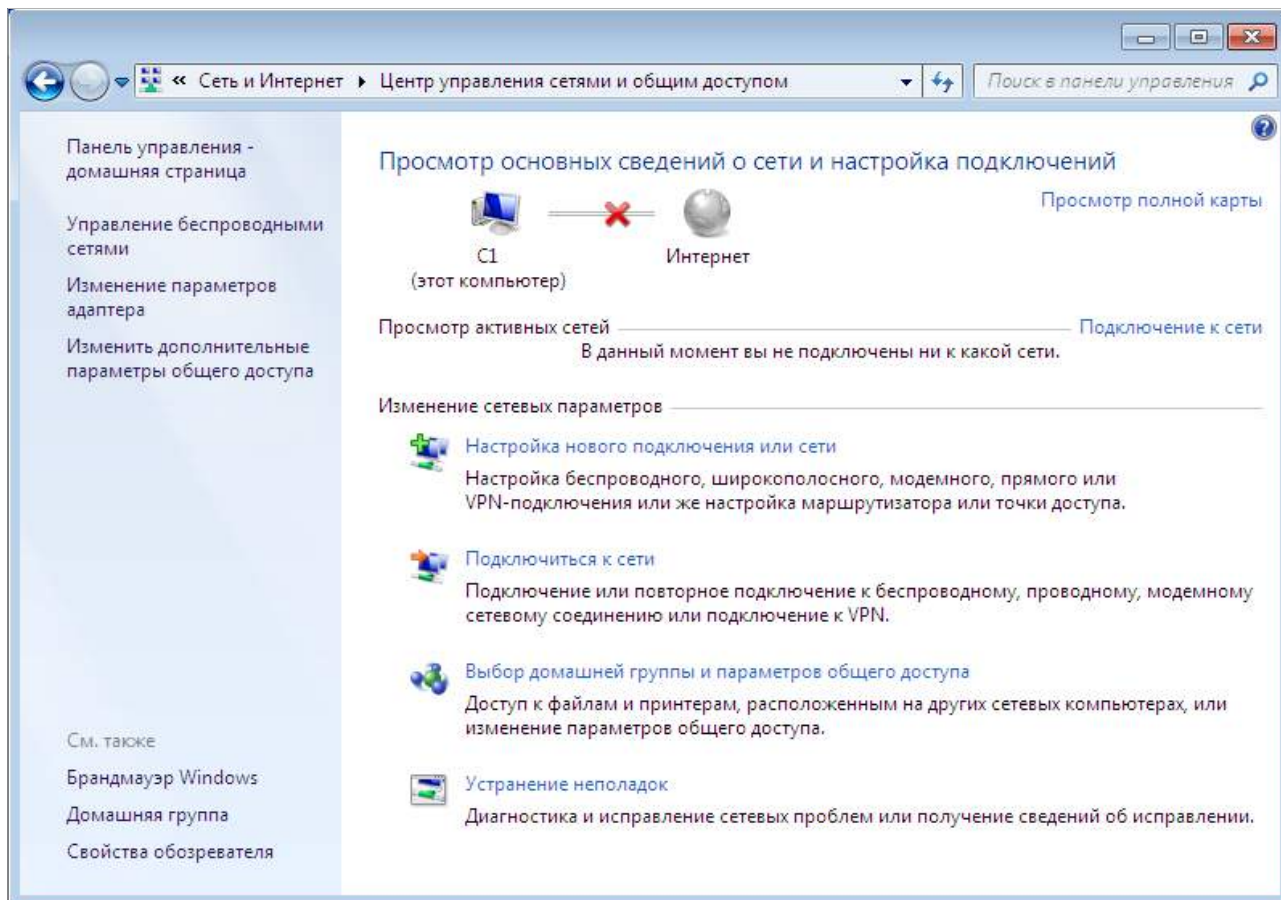 « Сеть и Интернет ▸ Центр управления сетями и общим доступом
Поиск в панели управления
Панель управления -
домашняя страница
Управление беспроводными
сетями
Изменение параметров
адаптера
Изменить дополнительные
параметры общего доступа
См. также
Брандмауэр Windows
Домашняя группа
Свойства обозревателя
Просмотр основных сведений о сети и настройка подключений
Просмотр полной карты
C1
(этот компьютер)
Интернет
Просмотр активных сетей
Подключение к сети
В данный момент вы не подключены ни к какой сети.
Изменение сетевых параметров
Настройка нового подключения или сети
Настройка беспроводного, широкополосного, модемного, прямого или
VPN-подключения или же настройка маршрутизатора или точки доступа.
Подключиться к сети
Подключение или повторное подключение к беспроводному, проводному, модемному
сетевому соединению или подключение к VPN.
Выбор домашней группы и параметров общего доступа
Доступ к файлам и принтерам, расположенным на других сетевых компьютерах, или
изменение параметров общего доступа.
Устранение неполадок
Диагностика и исправление сетевых проблем или получение сведений об исправлении.